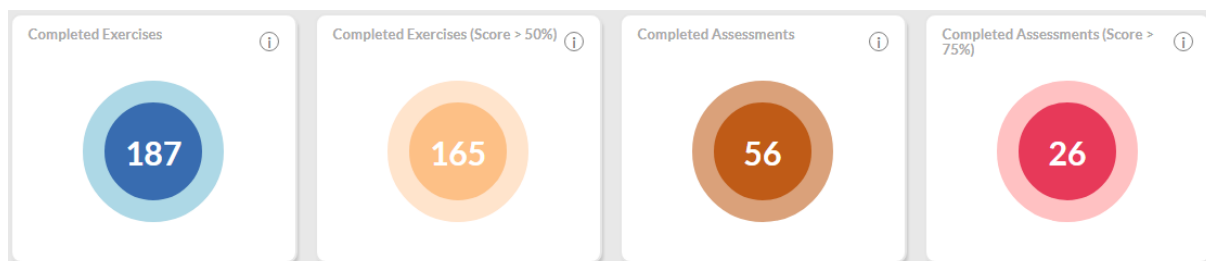 Completed Exercises
187
Completed Exercises (Score > 50%)
165
Completed Assessments
56
Completed Assessments (Score >
75%)
26